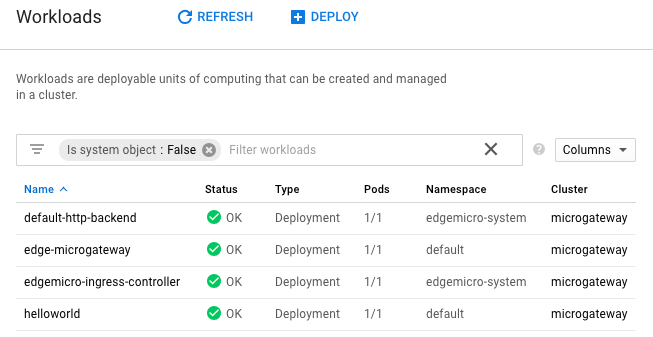 Workloads REFRESH DEPLOY
Workloads are deployable units of computing that can be created and managed
in a cluster.
Is system object : False Filter workloads Columns
Name Status Type Pods Namespace Cluster
default-http-backend OK Deployment 1/1 edgemicro-system microgateway
edge-microgateway OK Deployment 1/1 default microgateway
edgemicro-ingress-controller OK Deployment 1/1 edgemicro-system microgateway
helloworld OK Deployment 1/1 default microgateway